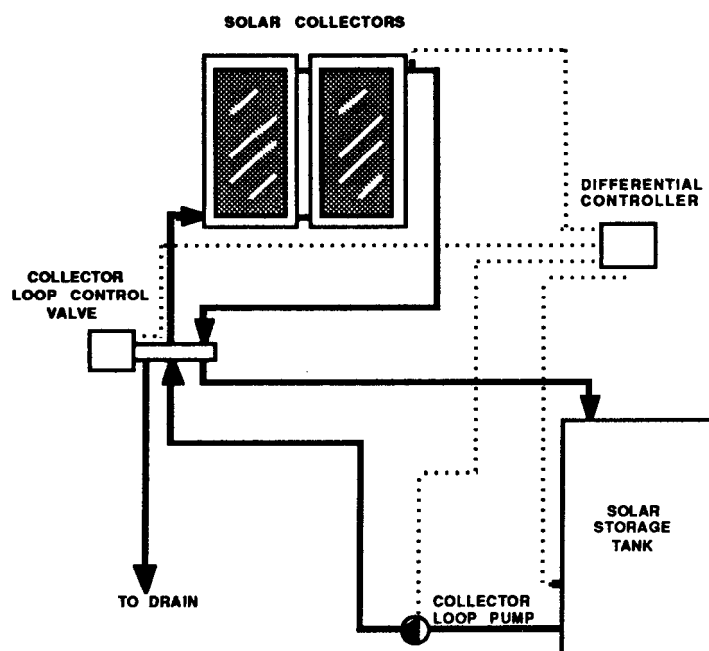 SOLAR COLLECTORS
DIFFERENTIAL
CONTROLLER
COLLECTOR
LOOP CONTROL
VALVE
SOLAR
STORAGE
TANK
TO DRAIN
COLLECTOR
LOOP PUMP